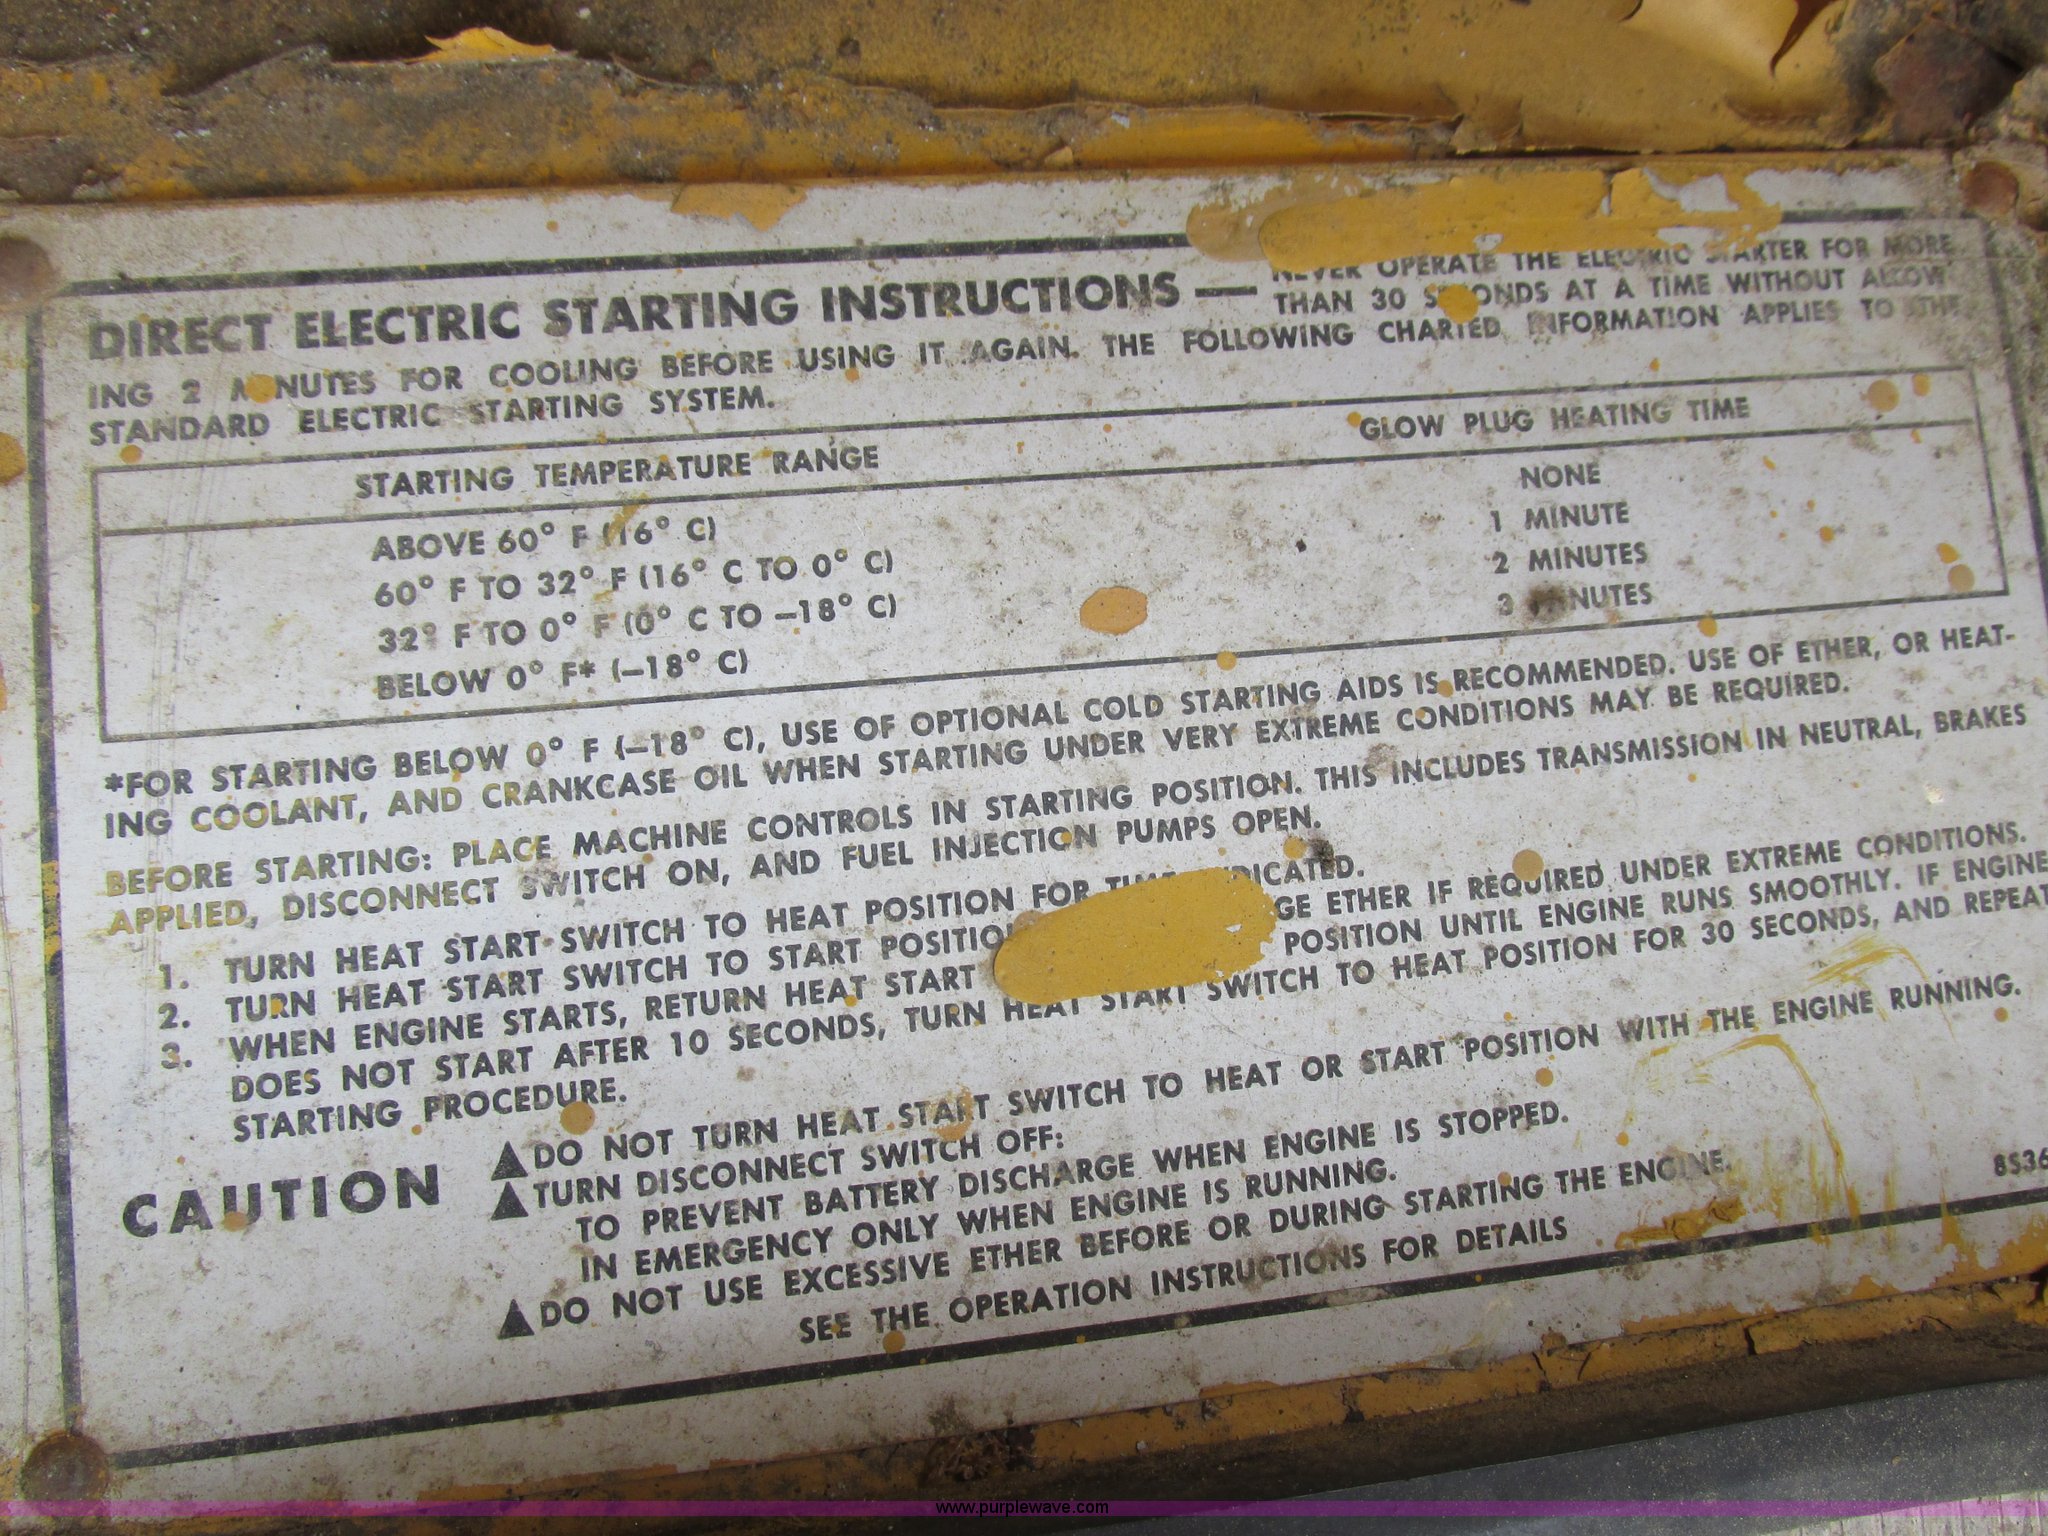 DIRECT ELECTRIC STARTING INSTRUCTIONS — NEVER OPERATE THE ELECTRIC STARTER FOR MORE
THAN 30 SECONDS AT A TIME WITHOUT ALLOW-
ING 2 MINUTES FOR COOLING BEFORE USING IT AGAIN. THE FOLLOWING CHARTED INFORMATION APPLIES TO THE
STANDARD ELECTRIC STARTING SYSTEM.
STARTING TEMPERATURE RANGE GLOW PLUG HEATING TIME
ABOVE 60° F (16° C) NONE
60° F TO 32° F (16° C TO 0° C) 1 MINUTE
32° F TO 0° F (0° C TO –18° C) 2 MINUTES
BELOW 0° F* (–18° C) 3 MINUTES
*FOR STARTING BELOW 0° F (–18° C), USE OF OPTIONAL COLD STARTING AIDS IS RECOMMENDED. USE OF ETHER, OR HEAT-
ING COOLANT, AND CRANKCASE OIL WHEN STARTING UNDER VERY EXTREME CONDITIONS MAY BE REQUIRED.
BEFORE STARTING: PLACE MACHINE CONTROLS IN STARTING POSITION. THIS INCLUDES TRANSMISSION IN NEUTRAL, BRAKES
APPLIED, DISCONNECT SWITCH ON, AND FUEL INJECTION PUMPS OPEN.
1. TURN HEAT START SWITCH TO HEAT POSITION FOR TIME INDICATED.
2. TURN HEAT START SWITCH TO START POSITION GE ETHER IF REQUIRED UNDER EXTREME CONDITIONS.
3. WHEN ENGINE STARTS, RETURN HEAT START POSITION UNTIL ENGINE RUNS SMOOTHLY. IF ENGINE
DOES NOT START AFTER 10 SECONDS, TURN HEAT START SWITCH TO HEAT POSITION FOR 30 SECONDS, AND REPEAT
STARTING PROCEDURE.
CAUTION ▲DO NOT TURN HEAT START SWITCH TO HEAT OR START POSITION WITH THE ENGINE RUNNING.
▲TURN DISCONNECT SWITCH OFF:
TO PREVENT BATTERY DISCHARGE WHEN ENGINE IS STOPPED.
IN EMERGENCY ONLY WHEN ENGINE IS RUNNING.
▲DO NOT USE EXCESSIVE ETHER BEFORE OR DURING STARTING THE ENGINE.
SEE THE OPERATION INSTRUCTIONS FOR DETAILS
8S36
www.purplewave.com